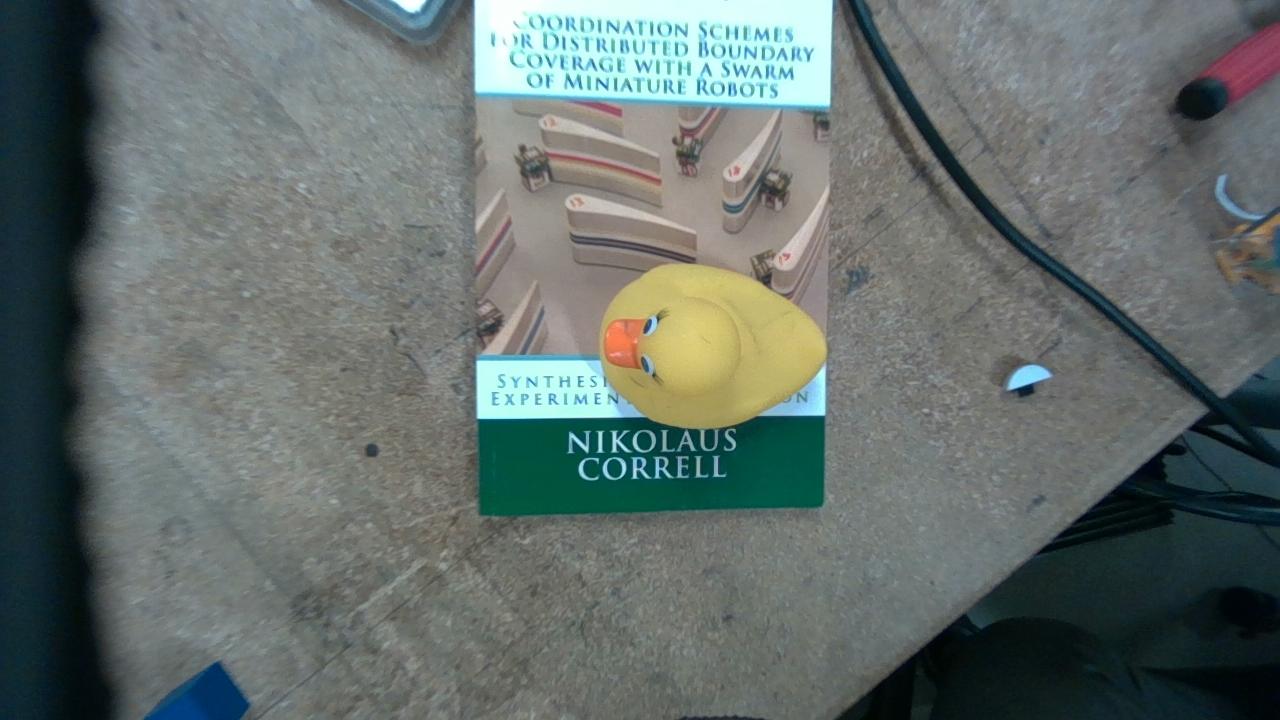 COORDINATION SCHEMES
FOR DISTRIBUTED BOUNDARY
COVERAGE WITH A SWARM
OF MINIATURE ROBOTS
NIKOLAUS
CORRELL